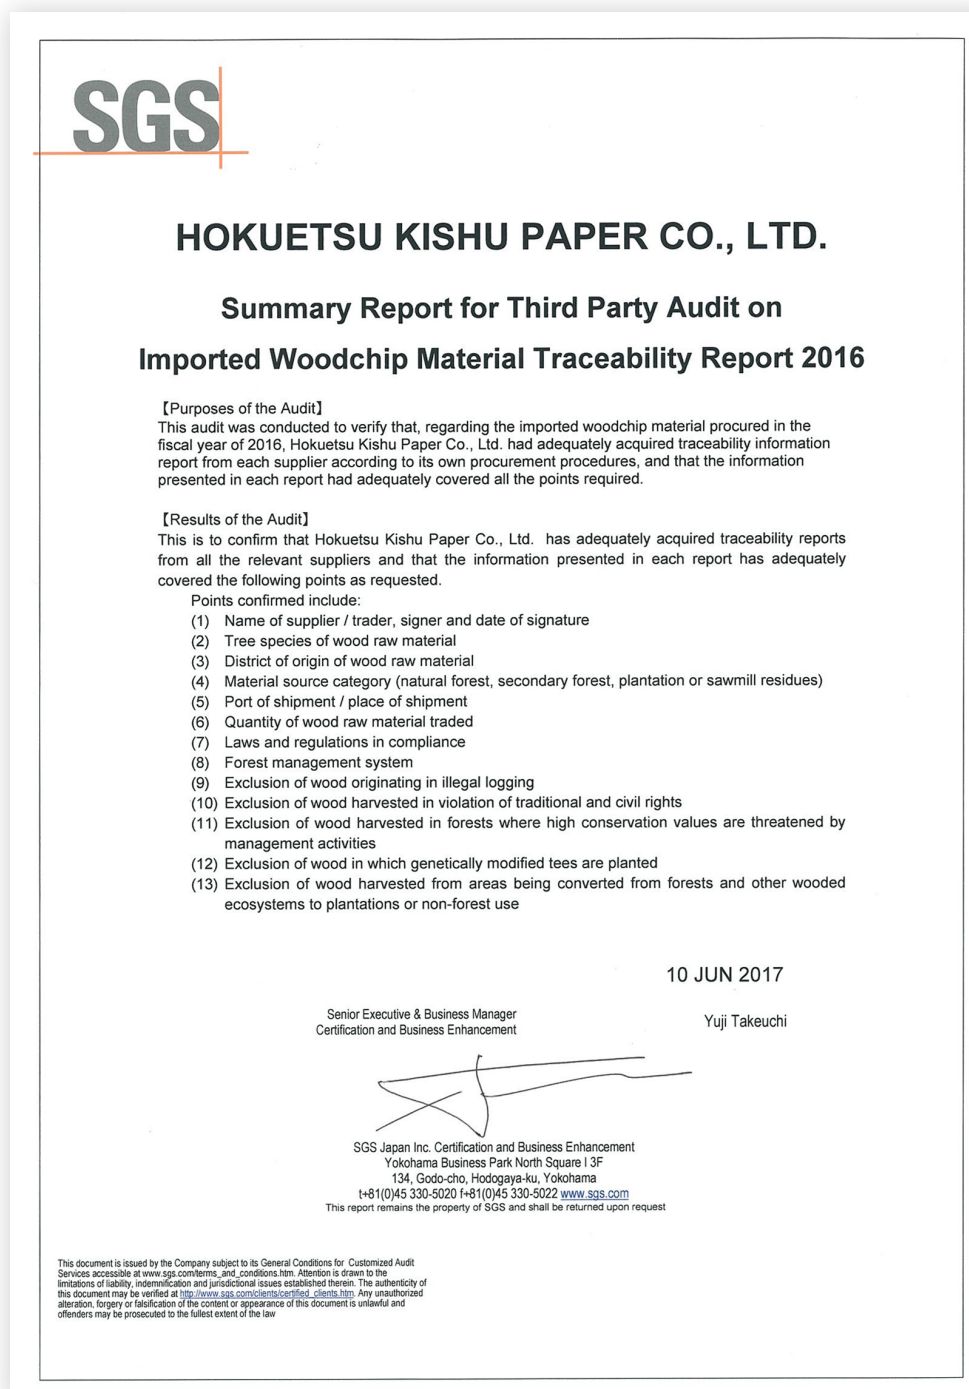 SGS
HOKUETSU KISHU PAPER CO., LTD.
Summary Report for Third Party Audit on
Imported Woodchip Material Traceability Report 2016
【Purposes of the Audit】
This audit was conducted to verify that, regarding the imported woodchip material procured in the
fiscal year of 2016, Hokuetsu Kishu Paper Co., Ltd. had adequately acquired traceability information
report from each supplier according to its own procurement procedures, and that the information
presented in each report had adequately covered all the points required.
【Results of the Audit】
This is to confirm that Hokuetsu Kishu Paper Co., Ltd. has adequately acquired traceability reports
from all the relevant suppliers and that the information presented in each report has adequately
covered the following points as requested.
Points confirmed include:
(1) Name of supplier / trader, signer and date of signature
(2) Tree species of wood raw material
(3) District of origin of wood raw material
(4) Material source category (natural forest, secondary forest, plantation or sawmill residues)
(5) Port of shipment / place of shipment
(6) Quantity of wood raw material traded
(7) Laws and regulations in compliance
(8) Forest management system
(9) Exclusion of wood originating in illegal logging
(10) Exclusion of wood harvested in violation of traditional and civil rights
(11) Exclusion of wood harvested in forests where high conservation values are threatened by
management activities
(12) Exclusion of wood in which genetically modified tees are planted
(13) Exclusion of wood harvested from areas being converted from forests and other wooded
ecosystems to plantations or non-forest use
10 JUN 2017
Senior Executive & Business Manager
Certification and Business Enhancement
Yuji Takeuchi
SGS Japan Inc. Certification and Business Enhancement
Yokohama Business Park North Square I 3F
134, Godo-cho, Hodogaya-ku, Yokohama
t+81(0)45 330-5020 f+81(0)45 330-5022 www.sgs.com
This report remains the property of SGS and shall be returned upon request
This document is issued by the Company subject to its General Conditions for Customized Audit
Services accessible at www.sgs.com/terms_and_conditions.htm. Attention is drawn to the
limitations of liability, indemnification and jurisdictional issues established therein. The authenticity of
this document may be verified at http://www.sgs.com/clients/certified_clients.htm. Any unauthorized
alteration, forgery or falsification of the content or appearance of this document is unlawful and
offenders may be prosecuted to the fullest extent of the law